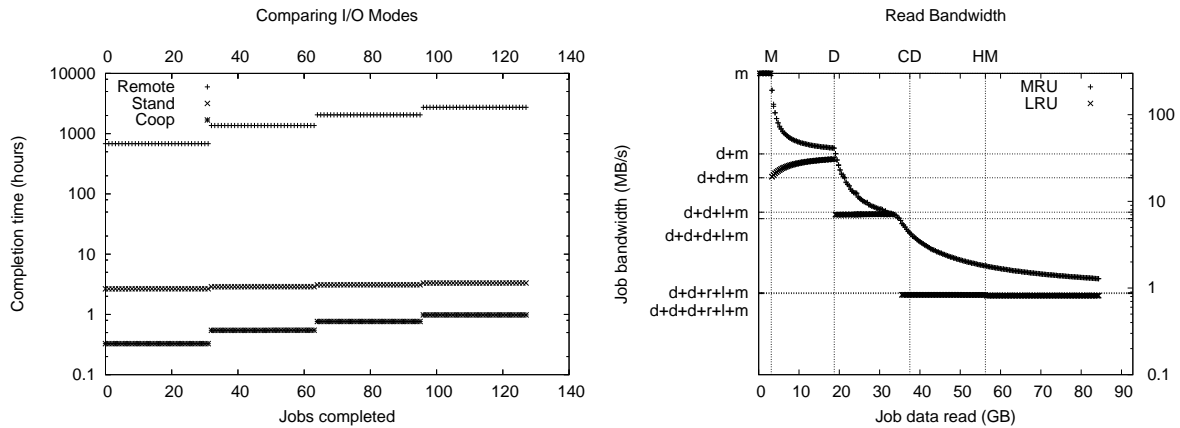 Comparing I/O Modes
0 20 40 60 80 100 120 140
10000
1000
100
10
1
0.1
Completion time (hours)
Remote
Stand
Coop
0 20 40 60 80 100 120 140
Jobs completed
Read Bandwidth
M D CD HM
m
d+m
d+d+m
d+d+l+m
d+d+d+l+m
d+d+r+l+m
d+d+d+r+l+m
Job bandwidth (MB/s)
MRU
LRU
100
10
1
0.1
0 10 20 30 40 50 60 70 80 90
Job data read (GB)